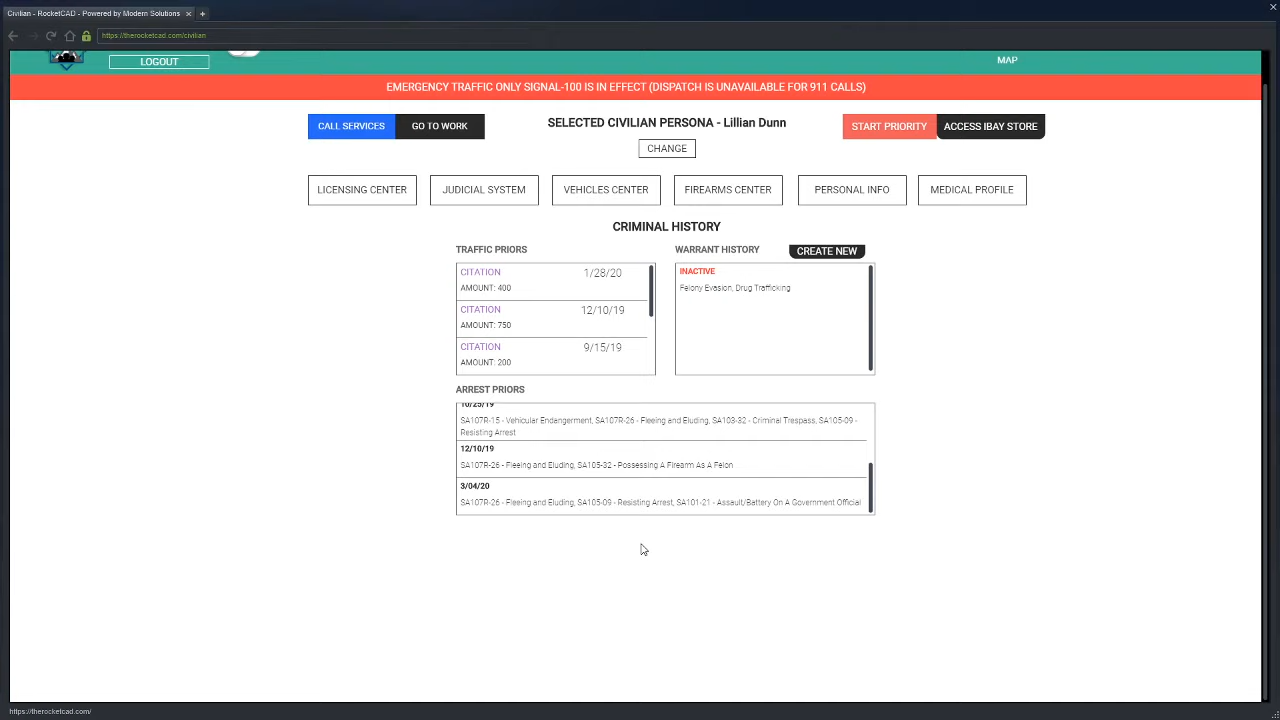 Civilian - RocketCAD - Powered by Modern Solutions
https://therocketcad.com/civilian
LOGOUT
MAP
EMERGENCY TRAFFIC ONLY SIGNAL-100 IS IN EFFECT (DISPATCH IS UNAVAILABLE FOR 911 CALLS)
CALL SERVICES GO TO WORK SELECTED CIVILIAN PERSONA - Lillian Dunn START PRIORITY ACCESS IBAY STORE
CHANGE
LICENSING CENTER JUDICIAL SYSTEM VEHICLES CENTER FIREARMS CENTER PERSONAL INFO MEDICAL PROFILE
CRIMINAL HISTORY
TRAFFIC PRIORS
CITATION 1/28/20
AMOUNT: 400
CITATION 12/10/19
AMOUNT: 750
CITATION 9/15/19
AMOUNT: 200
WARRANT HISTORY CREATE NEW
INACTIVE
Felony Evasion, Drug Trafficking
ARREST PRIORS
10/25/19
SA107R-15 - Vehicular Endangerment, SA107R-26 - Fleeing and Eluding, SA103-32 - Criminal Trespass, SA105-09 -
Resisting Arrest
12/10/19
SA107R-26 - Fleeing and Eluding, SA105-32 - Possessing A Firearm As A Felon
3/04/20
SA107R-26 - Fleeing and Eluding, SA105-09 - Resisting Arrest, SA101-21 - Assault/Battery On A Government Official
https://therocketcad.com/